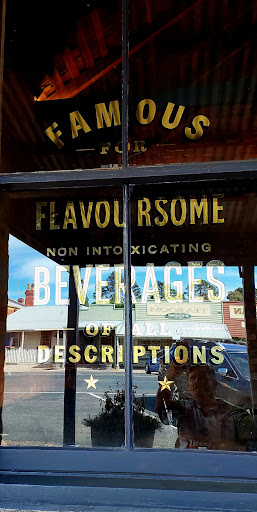 FAMOUS
FOR
FLAVOURSOME
NON INTOXICATING
BEVERAGES
OF ALL
DESCRIPTIONS